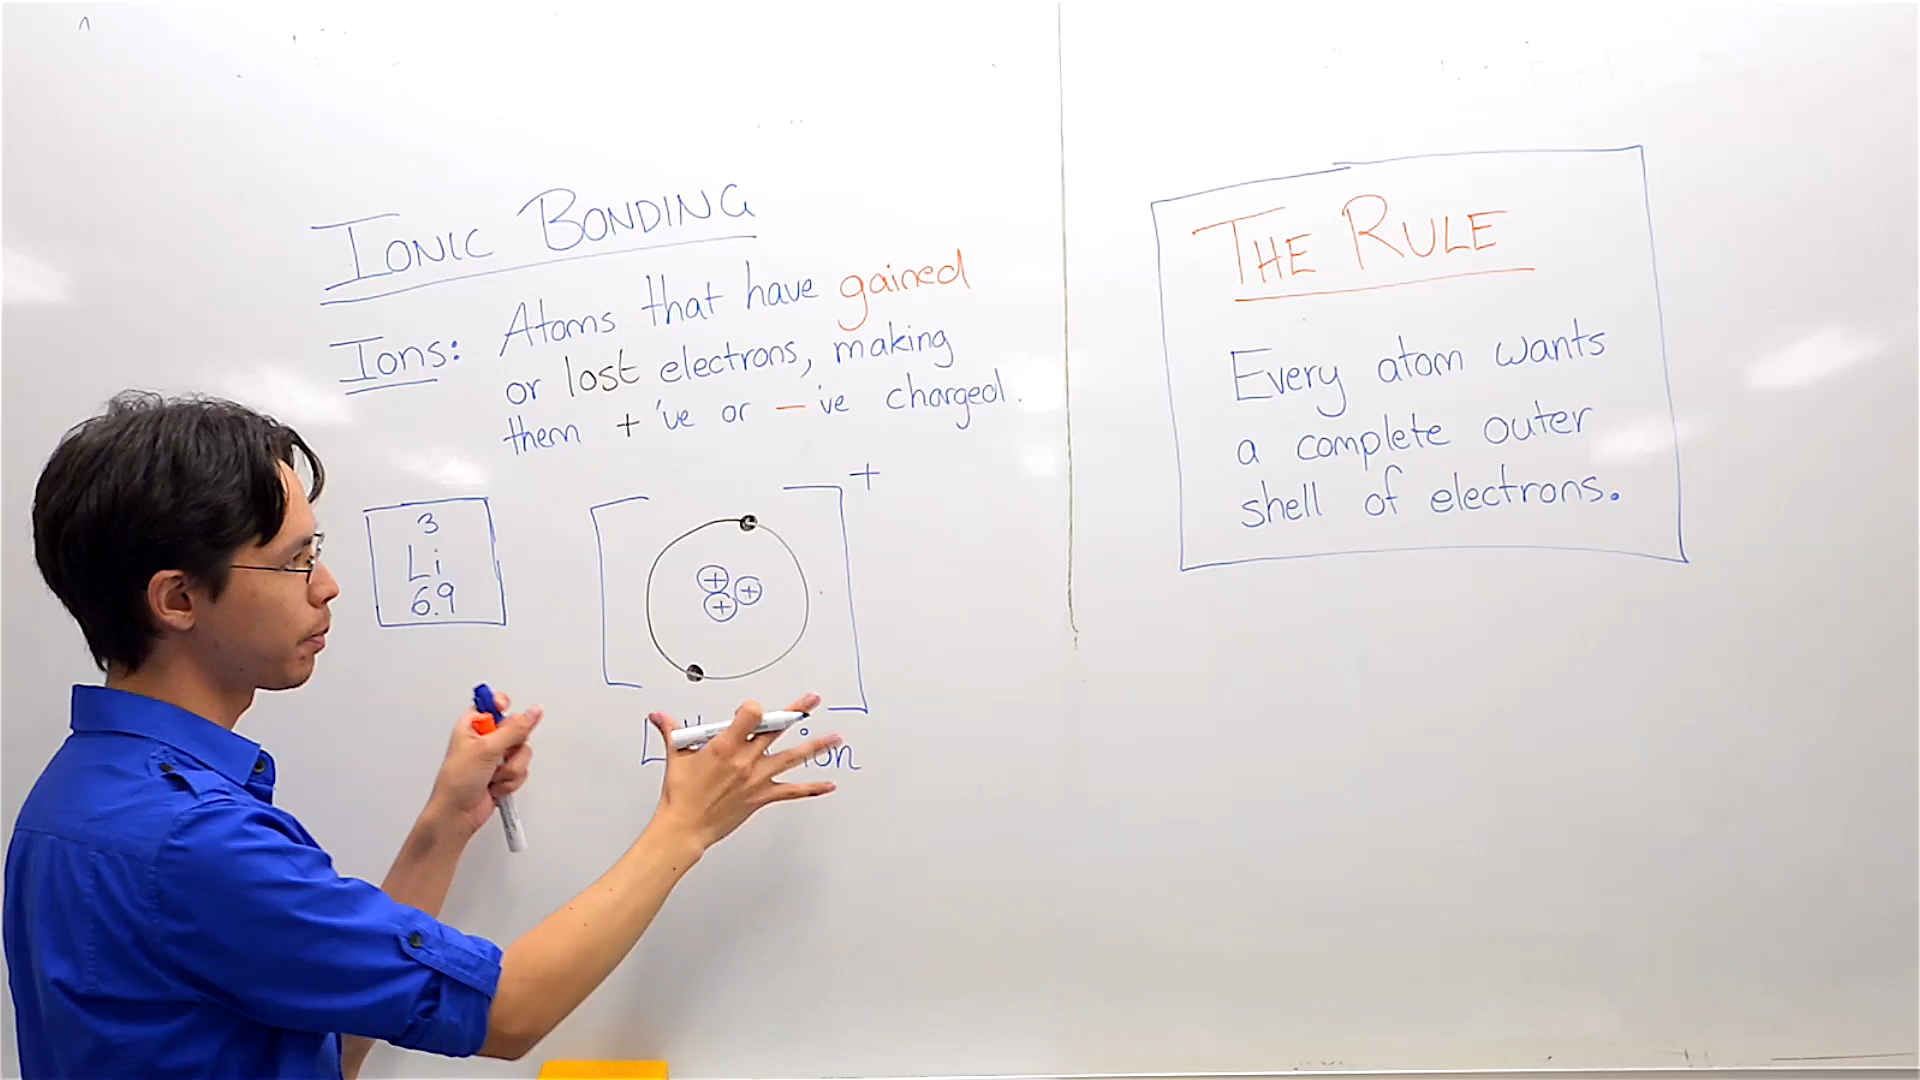 IONIC BONDING
Ions: Atoms that have gained
or lost electrons, making
them +'ve or -'ve charged.
3
Li
6.9
+
+
+
+
ion
THE RULE
Every atom wants
a complete outer
shell of electrons.